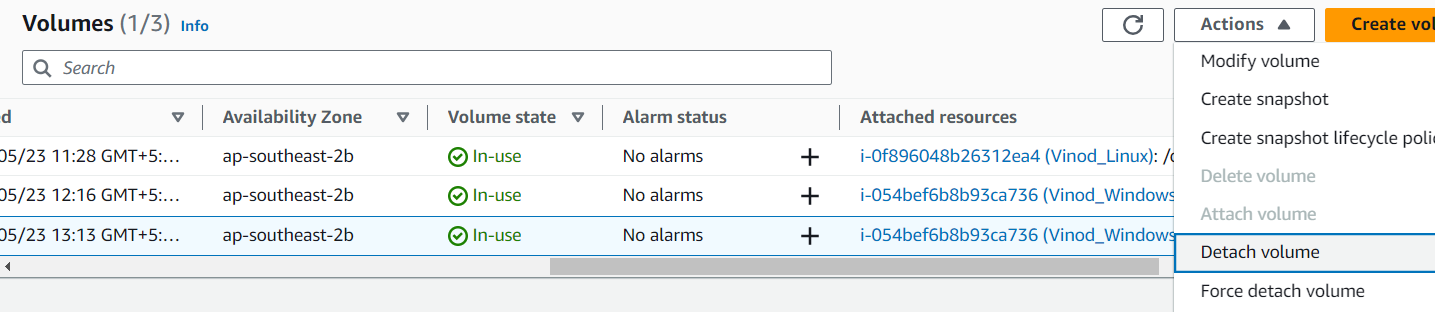 Volumes (1/3) Info
Actions
Create vol
Search
Modify volume
Create snapshot
Create snapshot lifecycle poli
Delete volume
Attach volume
Detach volume
Force detach volume
ed Availability Zone Volume state Alarm status Attached resources
05/23 11:28 GMT+5:... ap-southeast-2b In-use No alarms + i-0f896048b26312ea4 (Vinod_Linux): /d
05/23 12:16 GMT+5:... ap-southeast-2b In-use No alarms + i-054bef6b8b93ca736 (Vinod_Windows
05/23 13:13 GMT+5:... ap-southeast-2b In-use No alarms + i-054bef6b8b93ca736 (Vinod_Windows